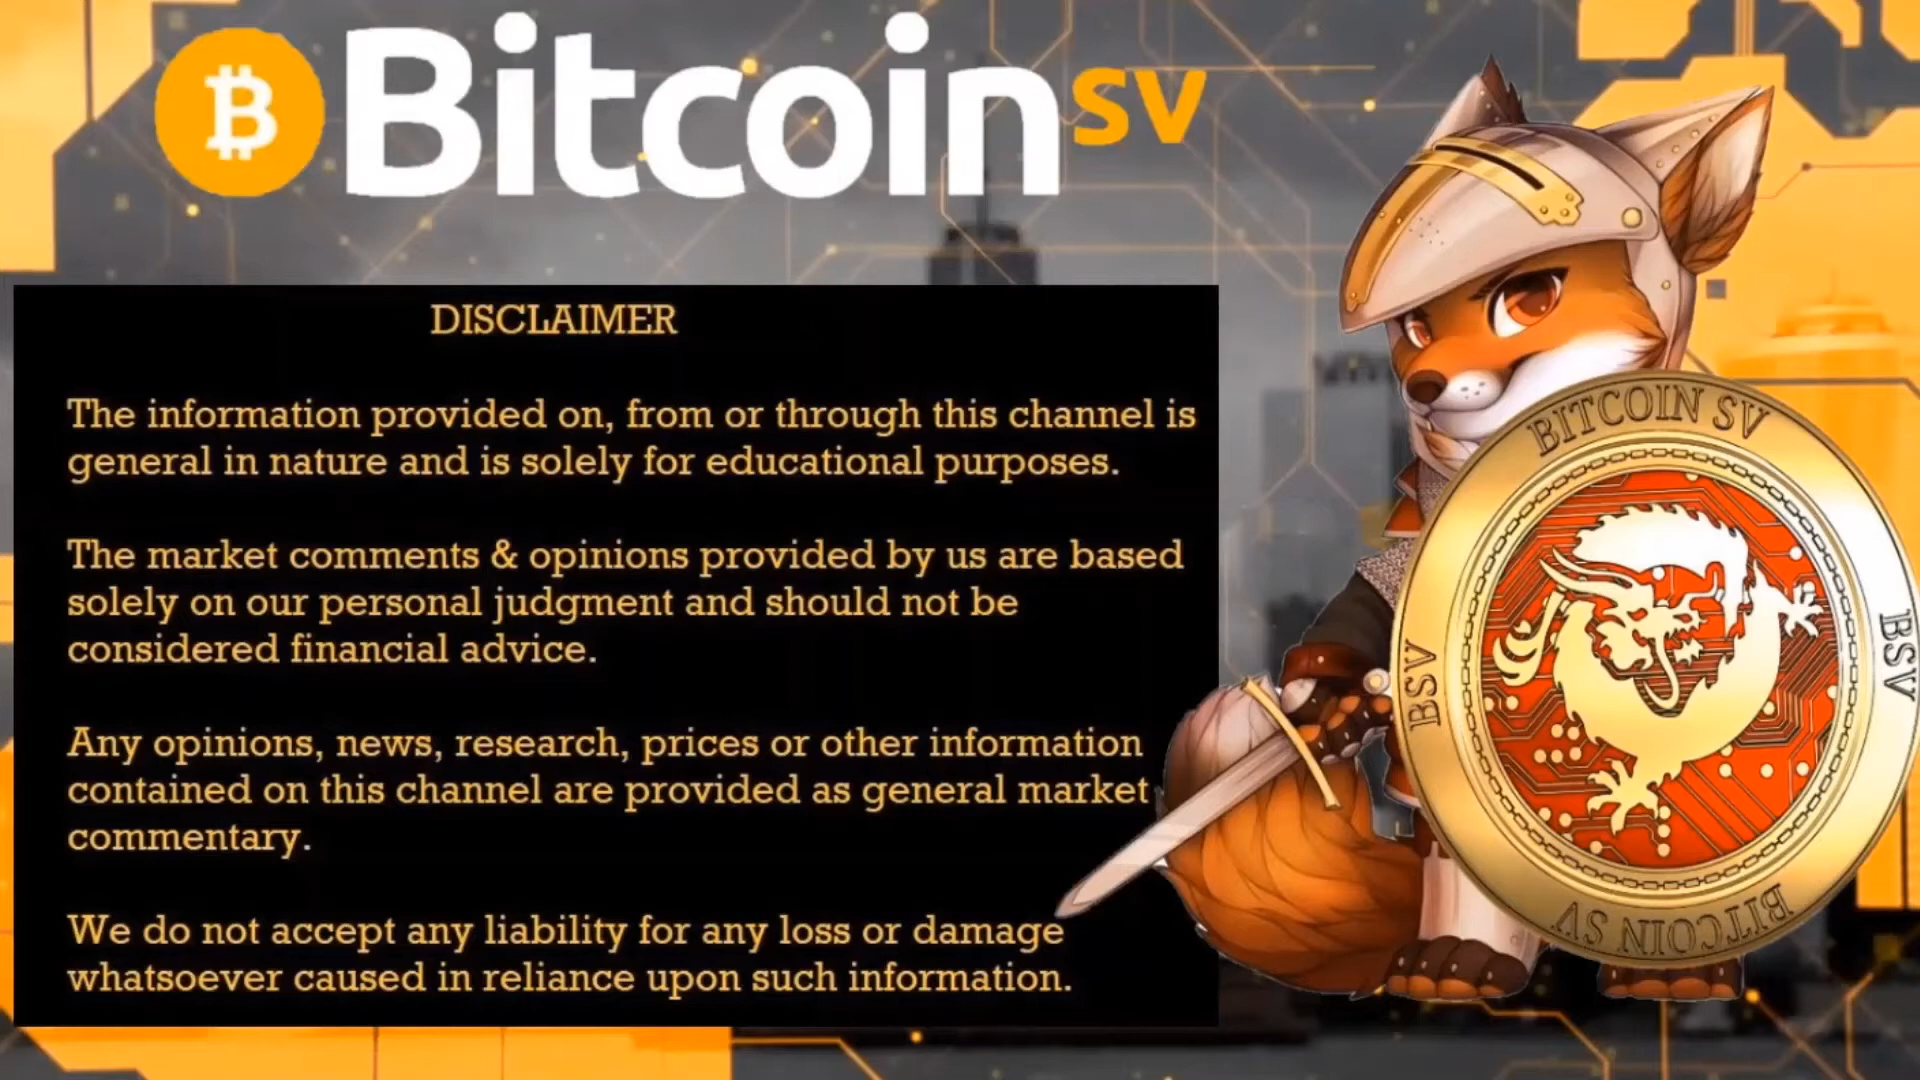 Bitcoin SV
DISCLAIMER
The information provided on, from or through this channel is
general in nature and is solely for educational purposes.
The market comments & opinions provided by us are based
solely on our personal judgment and should not be
considered financial advice.
Any opinions, news, research, prices or other information
contained on this channel are provided as general market
commentary.
We do not accept any liability for any loss or damage
whatsoever caused in reliance upon such information.
BITCOIN SV
BSV
BSV
BITCOIN SV